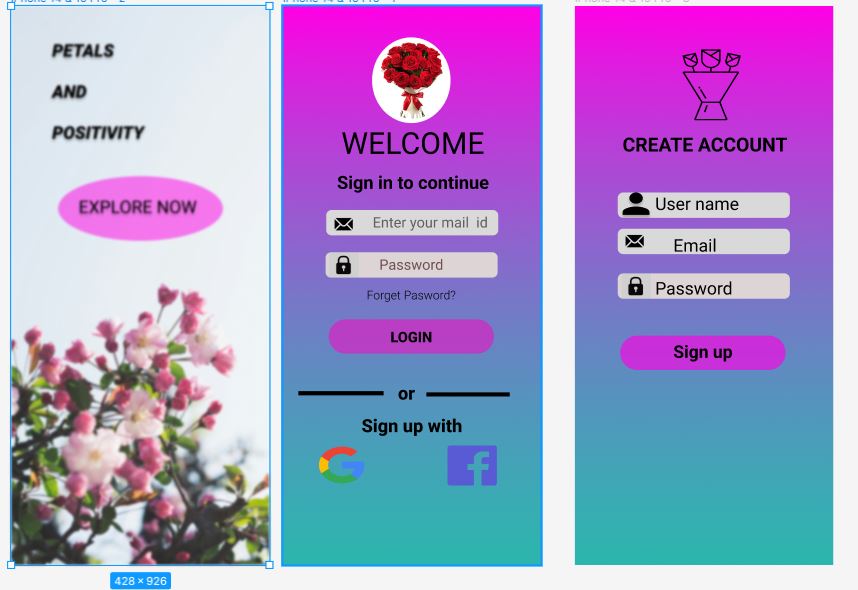 PETALS
AND
POSITIVITY
EXPLORE NOW
428 × 926
WELCOME
Sign in to continue
Enter your mail id
Password
Forget Pasword?
LOGIN
or
Sign up with
CREATE ACCOUNT
User name
Email
Password
Sign up